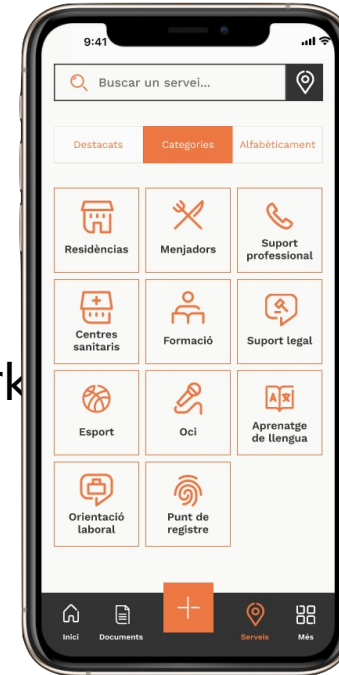 9:41
Buscar un servei...
Destacats Categories Alfabèticament
Residències Menjadors Suport
professional
Centres
sanitaris Formació Suport legal
Esport Oci Aprenatge
de llengua
Orientació
laboral Punt de
registre
rk
Inici Documents Serveis Més